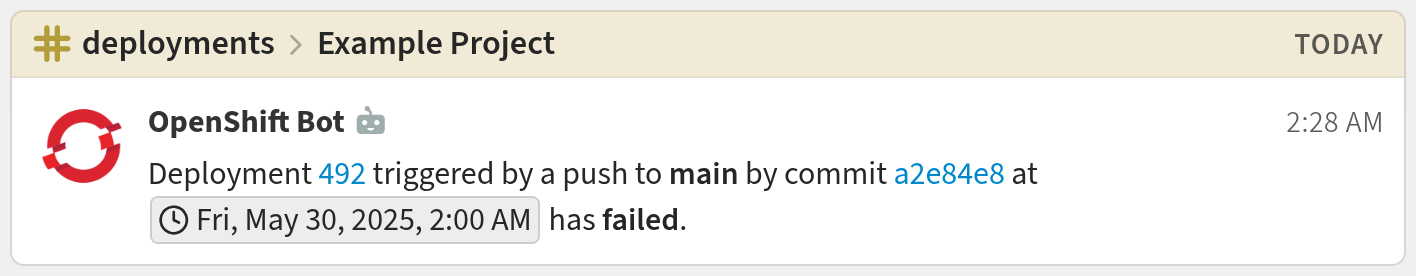 deployments > Example Project TODAY
OpenShift Bot 2:28 AM
Deployment 492 triggered by a push to main by commit a2e84e8 at
Fri, May 30, 2025, 2:00 AM has failed.